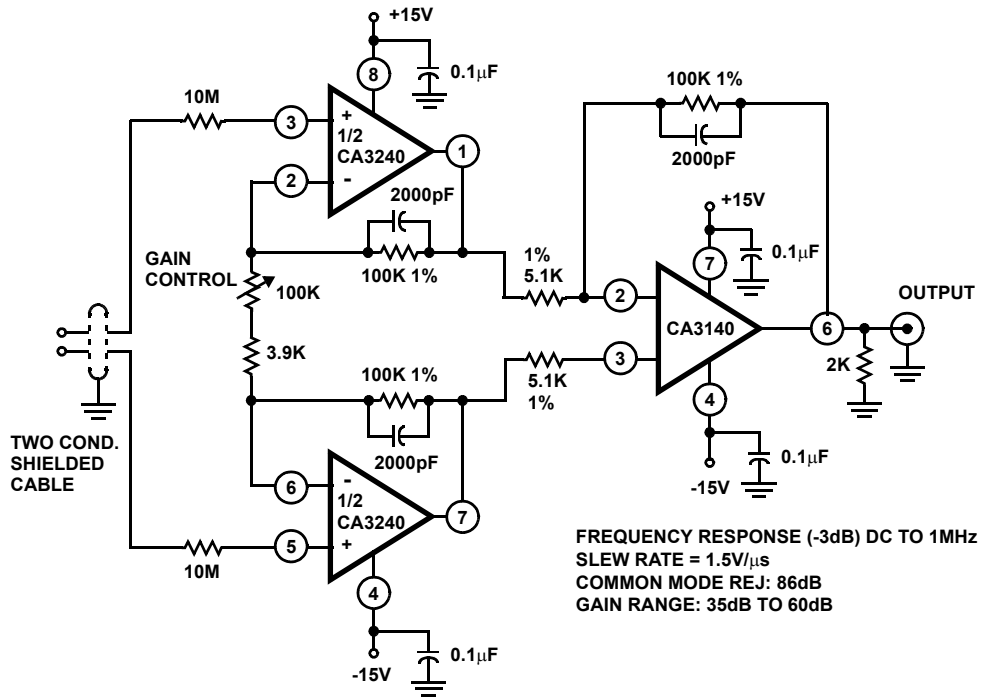 +15V
8
0.1μF
10M
3
+
1/2
CA3240
1
2
-
2000pF
100K 1%
GAIN
CONTROL
100K
3.9K
100K 1%
2000pF
6
-
1/2
CA3240
7
5
+
10M
4
-15V
0.1μF
TWO COND.
SHIELDED
CABLE
1%
5.1K
5.1K
1%
100K 1%
2000pF
+15V
0.1μF
7
2
CA3140
3
6
4
0.1μF
-15V
2K
OUTPUT
FREQUENCY RESPONSE (-3dB) DC TO 1MHz
SLEW RATE = 1.5V/μs
COMMON MODE REJ: 86dB
GAIN RANGE: 35dB TO 60dB